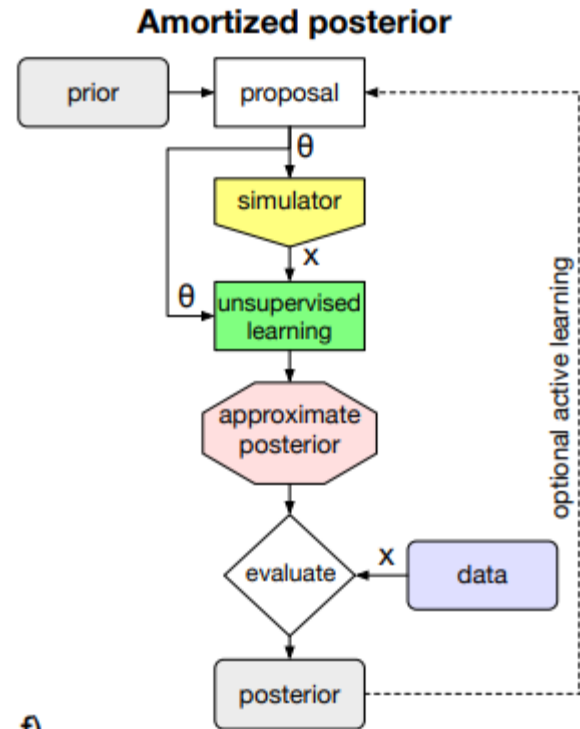 Amortized posterior
prior
proposal
θ
simulator
x
θ
unsupervised
learning
approximate
posterior
optional active learning
evaluate
x
data
posterior
f)